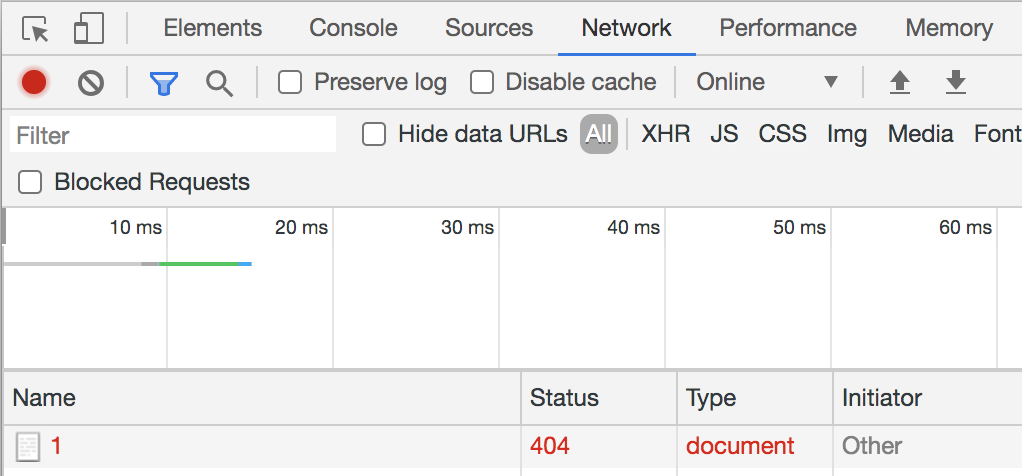 Elements Console Sources Network Performance Memory
Preserve log Disable cache Online
Filter Hide data URLs All XHR JS CSS Img Media Font
Blocked Requests
10 ms 20 ms 30 ms 40 ms 50 ms 60 ms
Name Status Type Initiator
1 404 document Other